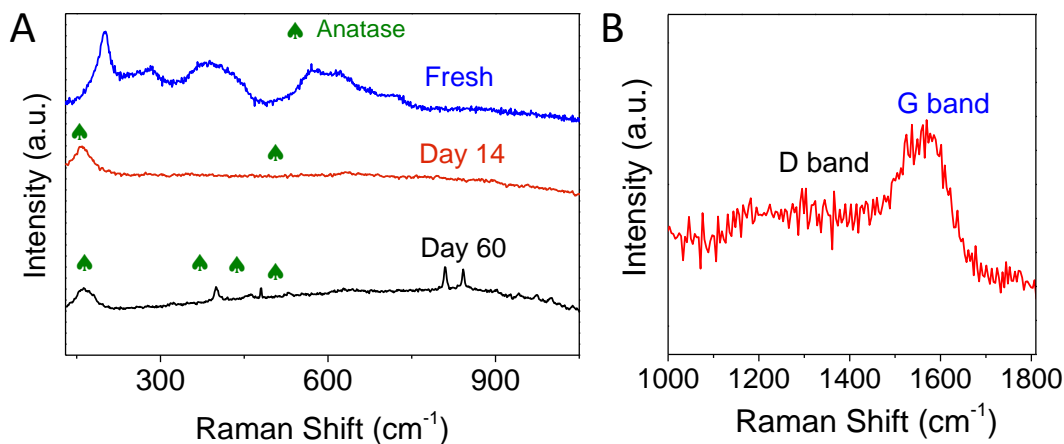 A
♠ Anatase
Fresh
Day 14
Day 60
Intensity (a.u.)
300 600 900
Raman Shift (cm⁻¹)
B
G band
D band
Intensity (a.u.)
1000 1200 1400 1600 1800
Raman Shift (cm⁻¹)